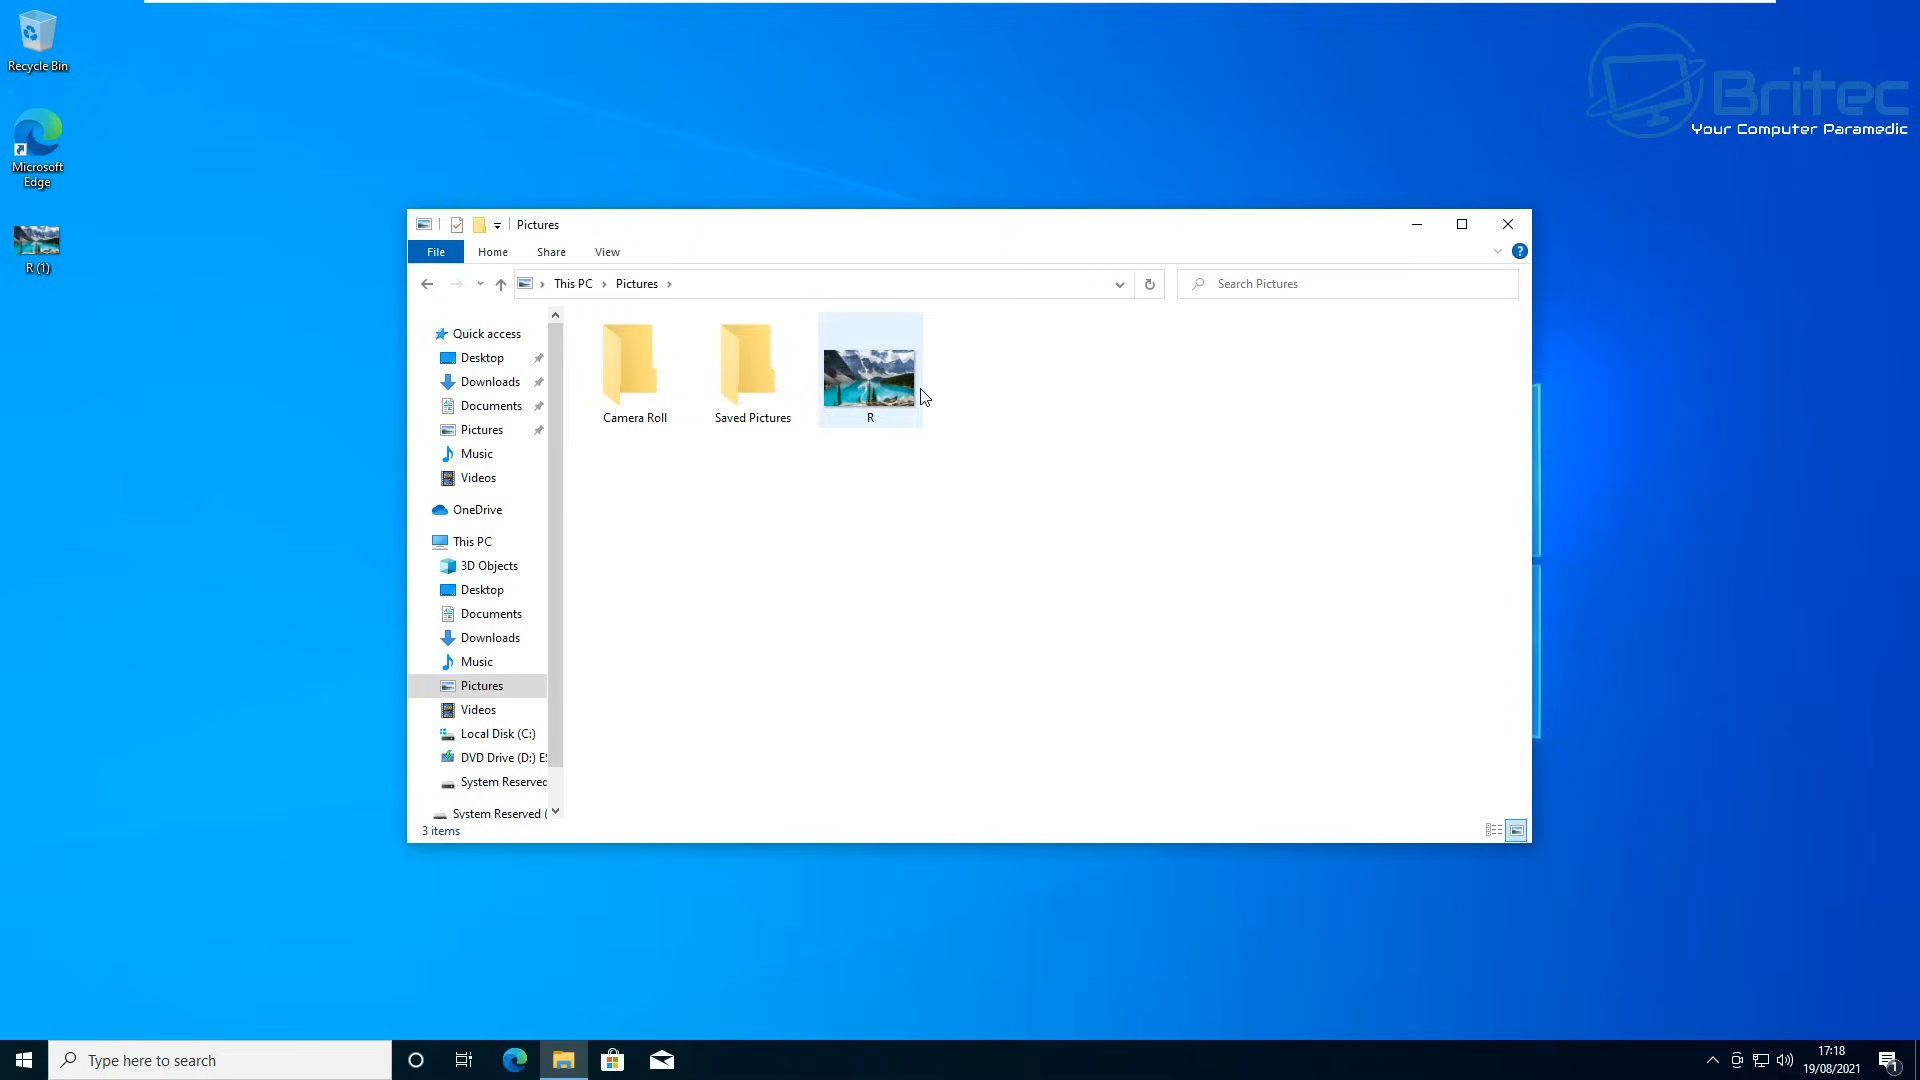 Recycle Bin
Microsoft
Edge
R (1)
Britec
Your Computer Paramedic
Pictures
File
Home
Share
View
This PC
Pictures
Search Pictures
Quick access
Desktop
Downloads
Documents
Pictures
Music
Videos
OneDrive
This PC
3D Objects
Desktop
Documents
Downloads
Music
Pictures
Videos
Local Disk (C:)
DVD Drive (D:) ES
System Reserved
System Reserved (
Camera Roll
Saved Pictures
R
3 items
Type here to search
17:18
19/08/2021
1